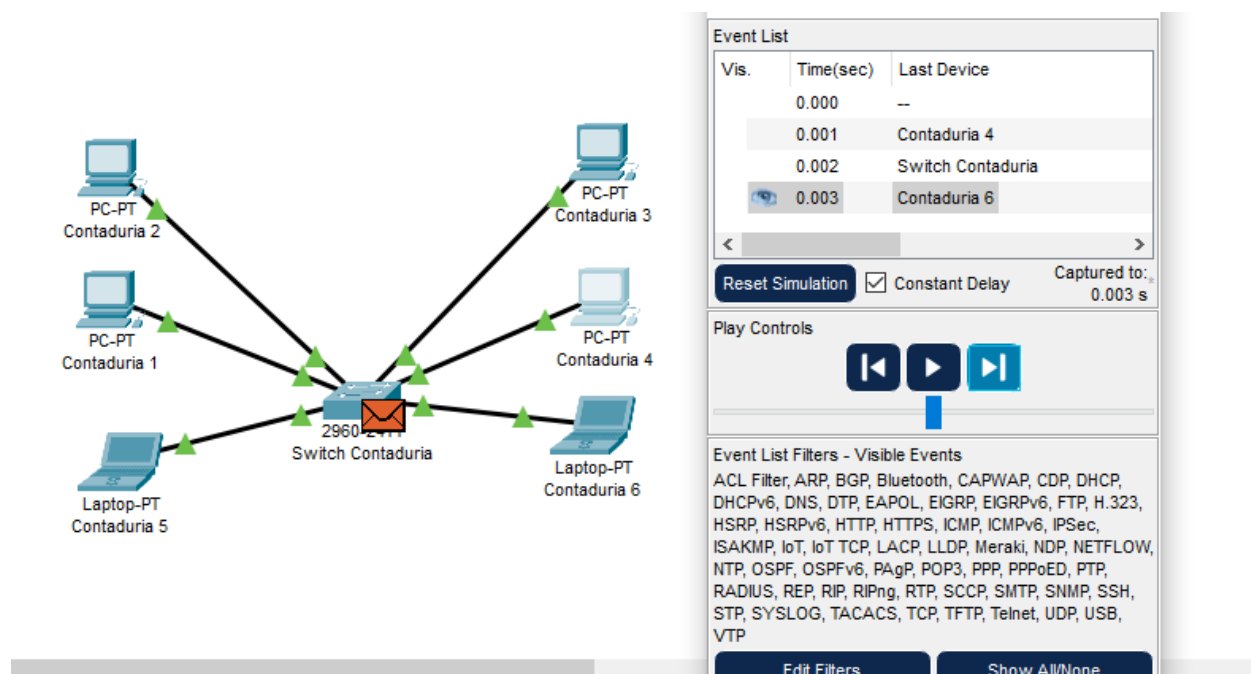 PC-PT
Contaduria 2
PC-PT
Contaduria 1
Laptop-PT
Contaduria 5
Switch Contaduria
PC-PT
Contaduria 3
PC-PT
Contaduria 4
Laptop-PT
Contaduria 6
Event List
Vis. Time(sec) Last Device
0.000 --
0.001 Contaduria 4
0.002 Switch Contaduria
0.003 Contaduria 6
Reset Simulation Constant Delay Captured to:*
0.003 s
Play Controls
Event List Filters - Visible Events
ACL Filter, ARP, BGP, Bluetooth, CAPWAP, CDP, DHCP,
DHCPv6, DNS, DTP, EAPOL, EIGRP, EIGRPv6, FTP, H.323,
HSRP, HSRPv6, HTTP, HTTPS, ICMP, ICMPv6, IPSec,
ISAKMP, IoT, IoT TCP, LACP, LLDP, Meraki, NDP, NETFLOW,
NTP, OSPF, OSPFv6, PAgP, POP3, PPP, PPPoED, PTP,
RADIUS, REP, RIP, RIPng, RTP, SCCP, SMTP, SNMP, SSH,
STP, SYSLOG, TACACS, TCP, TFTP, Telnet, UDP, USB,
VTP
Edit Filters Show All/None